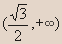 (√3/2, +∞)